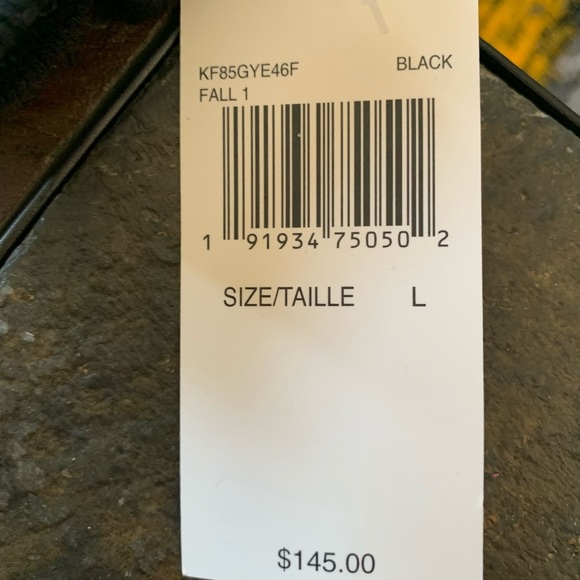 KF85GYE46F BLACK
FALL 1
1 91934 75050 2
SIZE/TAILLE L
$145.00